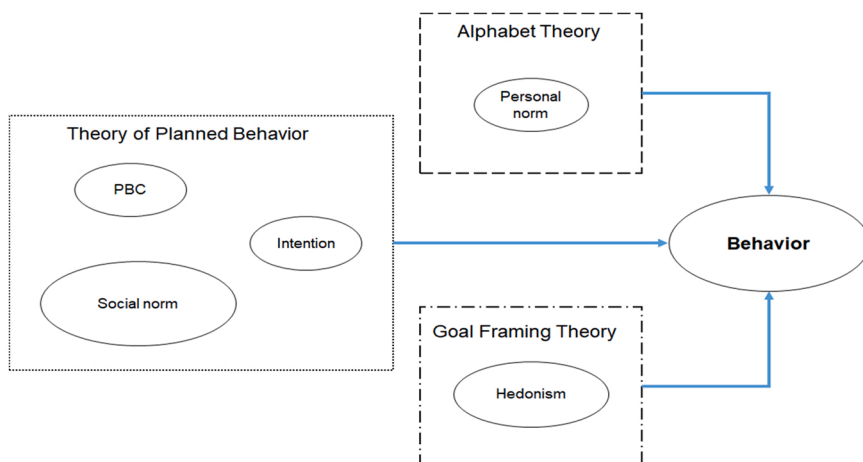 Alphabet Theory
Personal
norm
Theory of Planned Behavior
PBC
Intention
Social norm
Behavior
Goal Framing Theory
Hedonism